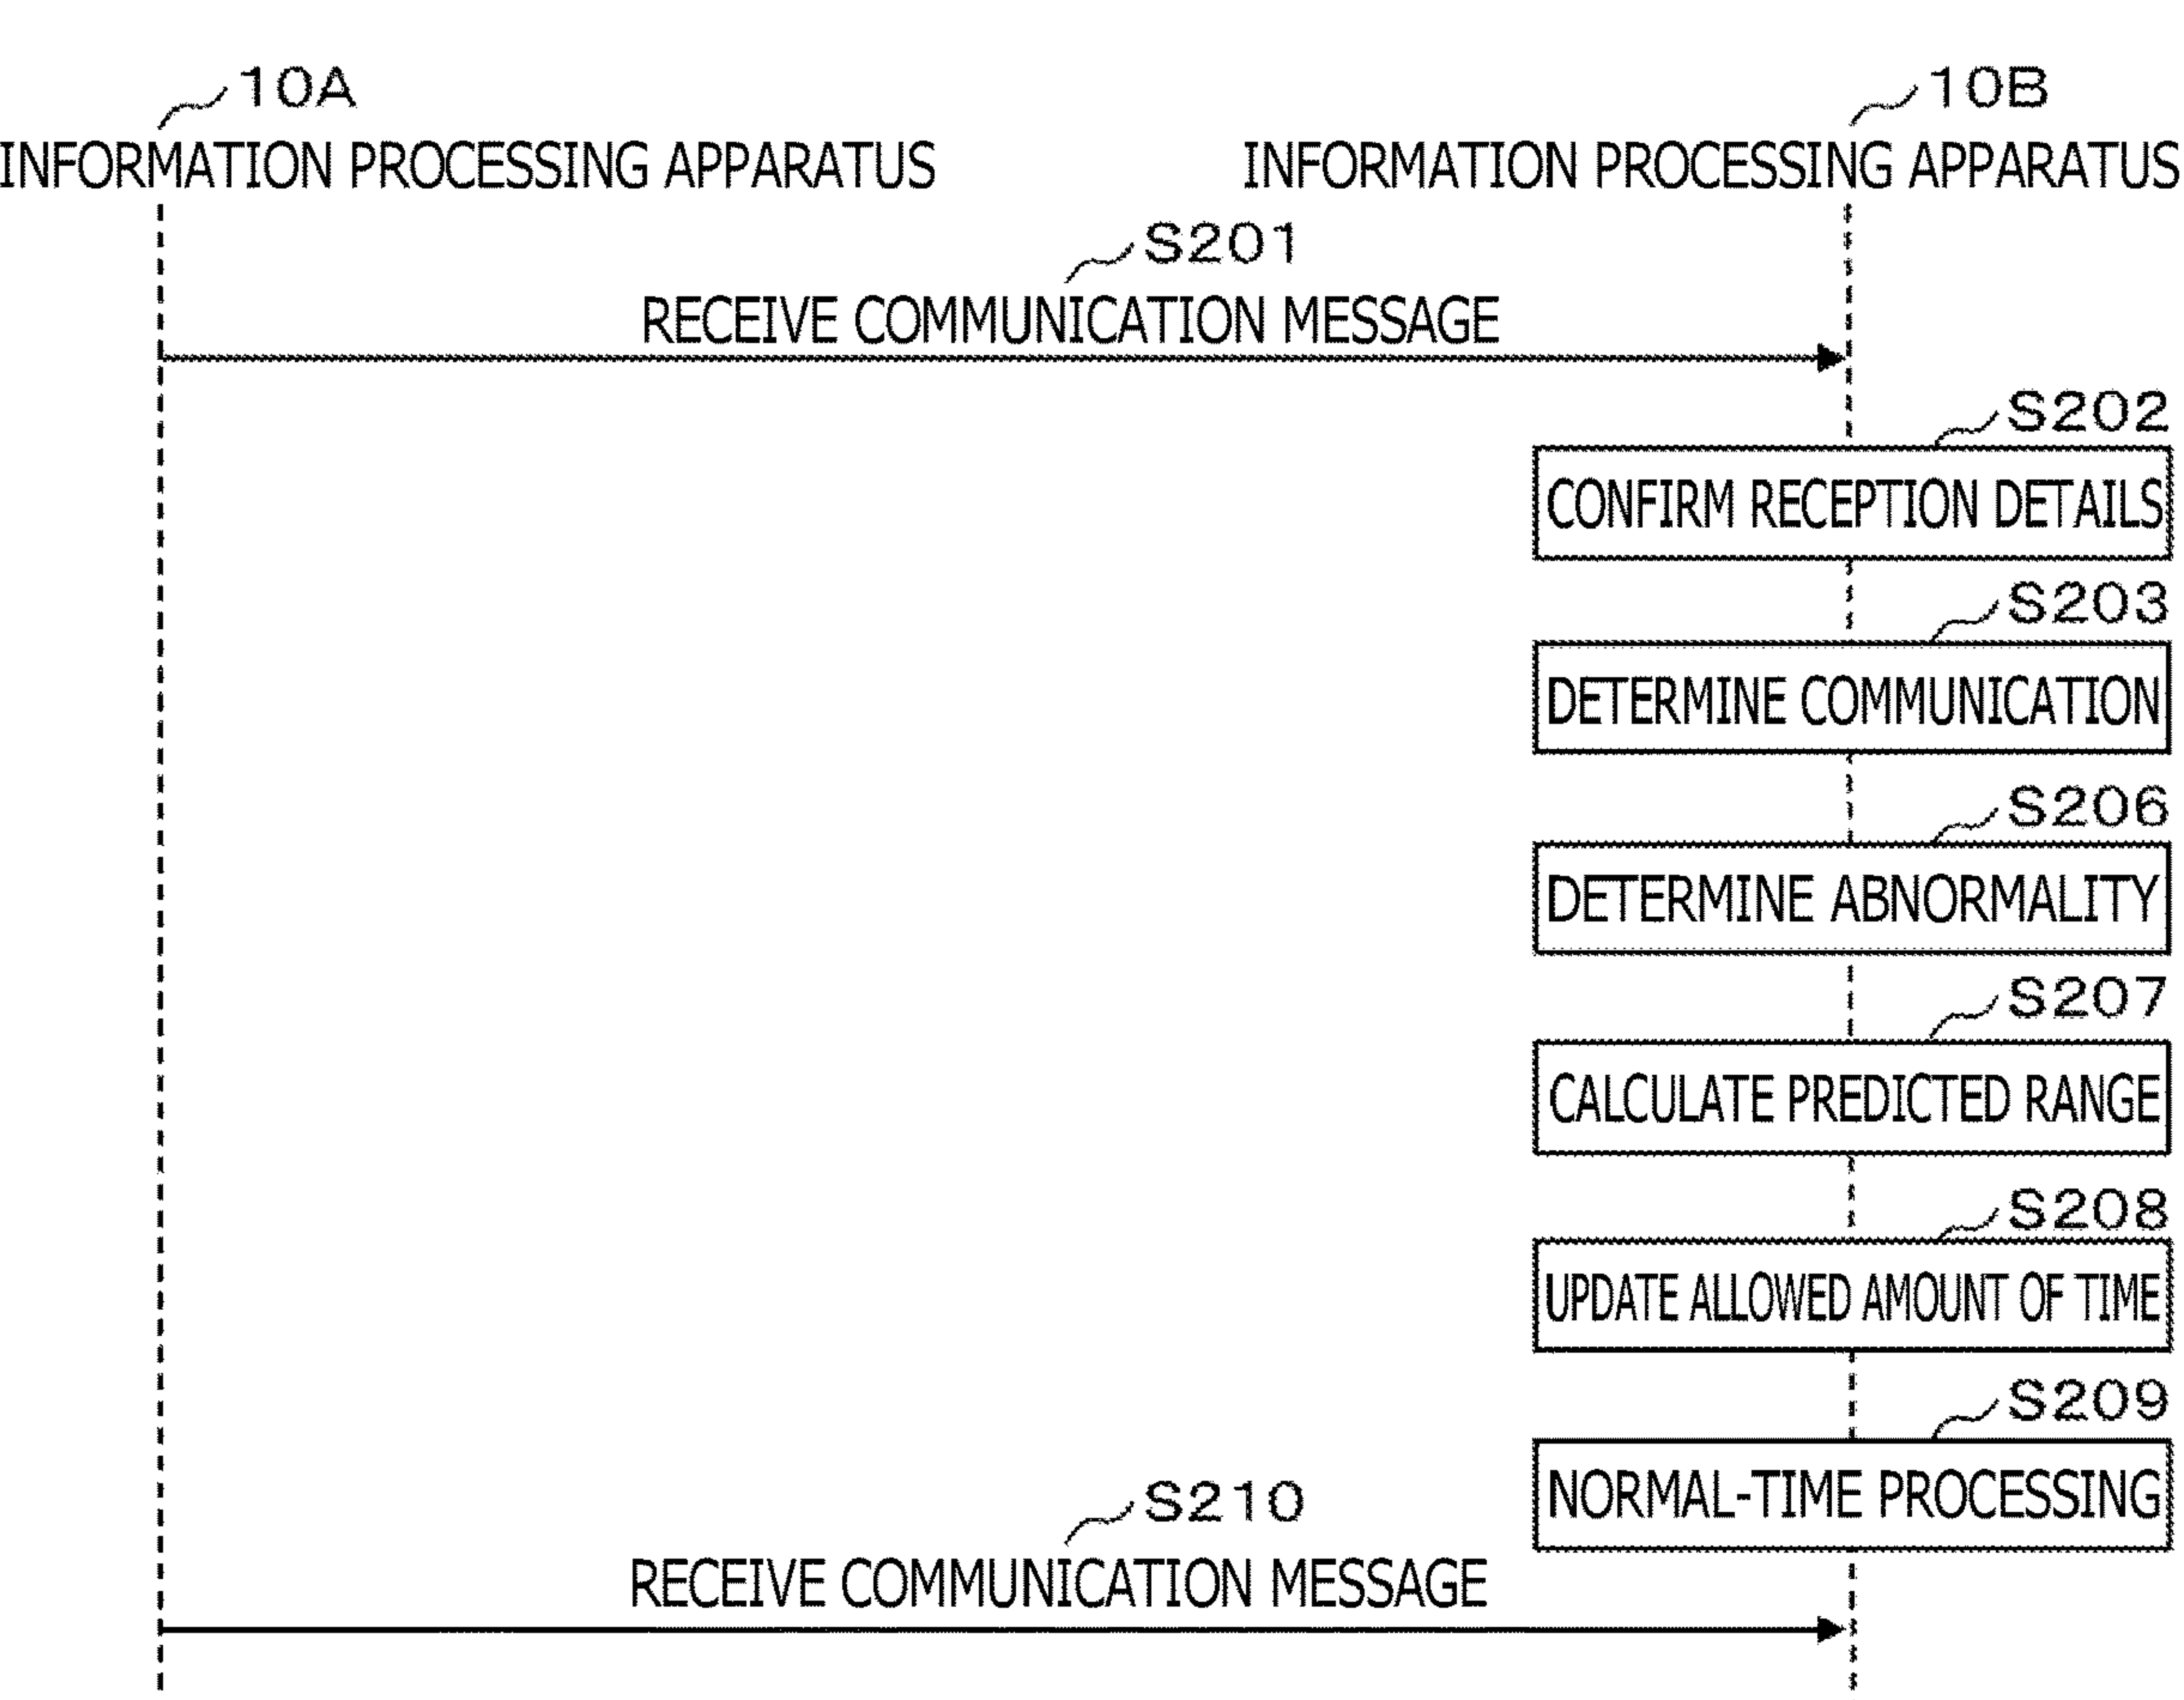 10A
10B
INFORMATION PROCESSING APPARATUS
INFORMATION PROCESSING APPARATUS
S201
RECEIVE COMMUNICATION MESSAGE
S202
CONFIRM RECEPTION DETAILS
S203
DETERMINE COMMUNICATION
S206
DETERMINE ABNORMALITY
S207
CALCULATE PREDICTED RANGE
S208
UPDATE ALLOWED AMOUNT OF TIME
S209
NORMAL-TIME PROCESSING
S210
RECEIVE COMMUNICATION MESSAGE